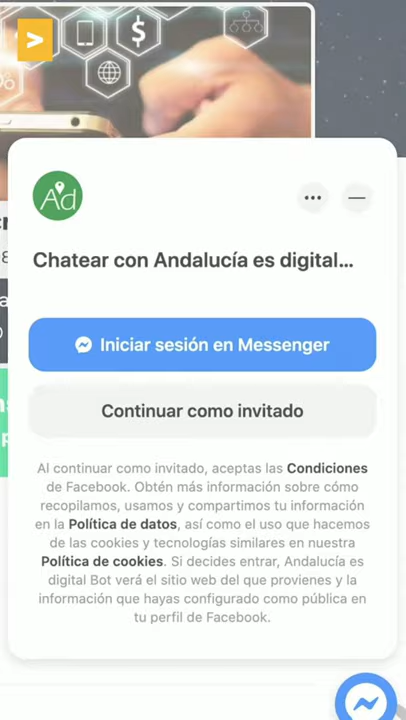 Ad
Chatear con Andalucía es digital...
Iniciar sesión en Messenger
Continuar como invitado
Al continuar como invitado, aceptas las Condiciones
de Facebook. Obtén más información sobre cómo
recopilamos, usamos y compartimos tu información
en la Política de datos, así como el uso que hacemos
de las cookies y tecnologías similares en nuestra
Política de cookies. Si decides entrar, Andalucía es
digital Bot verá el sitio web del que provienes y la
información que hayas configurado como pública en
tu perfil de Facebook.